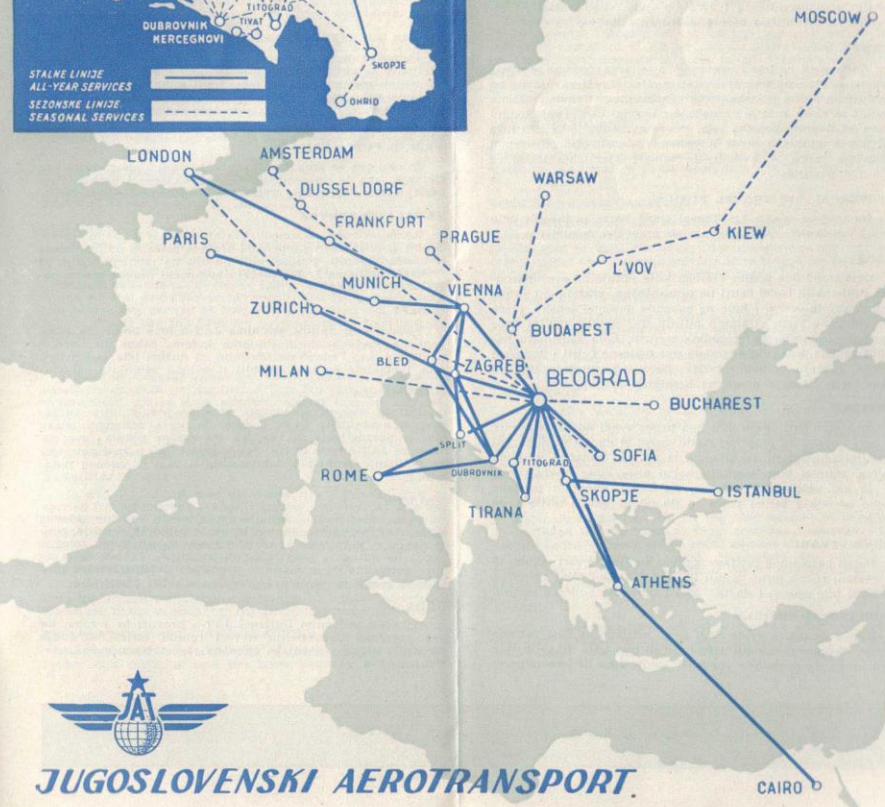 TITOGRAD
DUBROVNIK
TIVAT
HERCEGNOVI
SKOPJE
OHRID
STALNE LINIJE
ALL-YEAR SERVICES
SEZONSKE LINIJE
SEASONAL SERVICES
MOSCOW
LONDON
AMSTERDAM
DUSSELDORF
WARSAW
FRANKFURT
PARIS
PRAGUE
KIEW
L'VOV
MUNICH
VIENNA
ZURICH
BUDAPEST
BLED
ZAGREB
MILAN
BEOGRAD
BUCHAREST
SPLIT
SOFIA
ROME
DUBROVNIK
TITOGRAD
SKOPJE
ISTANBUL
TIRANA
ATHENS
JAT
JUGOSLOVENSKI AEROTRANSPORT
CAIRO